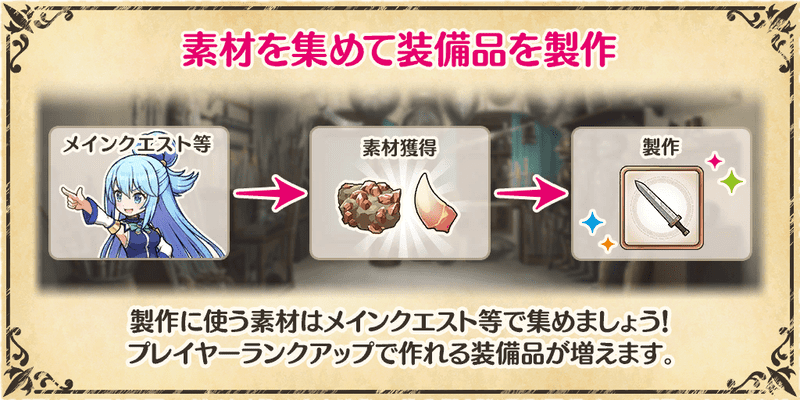 素材を集めて装備品を製作
メインクエスト等
素材獲得
製作
製作に使う素材はメインクエスト等で集めましょう!
プレイヤーランクアップで作れる装備品が増えます。